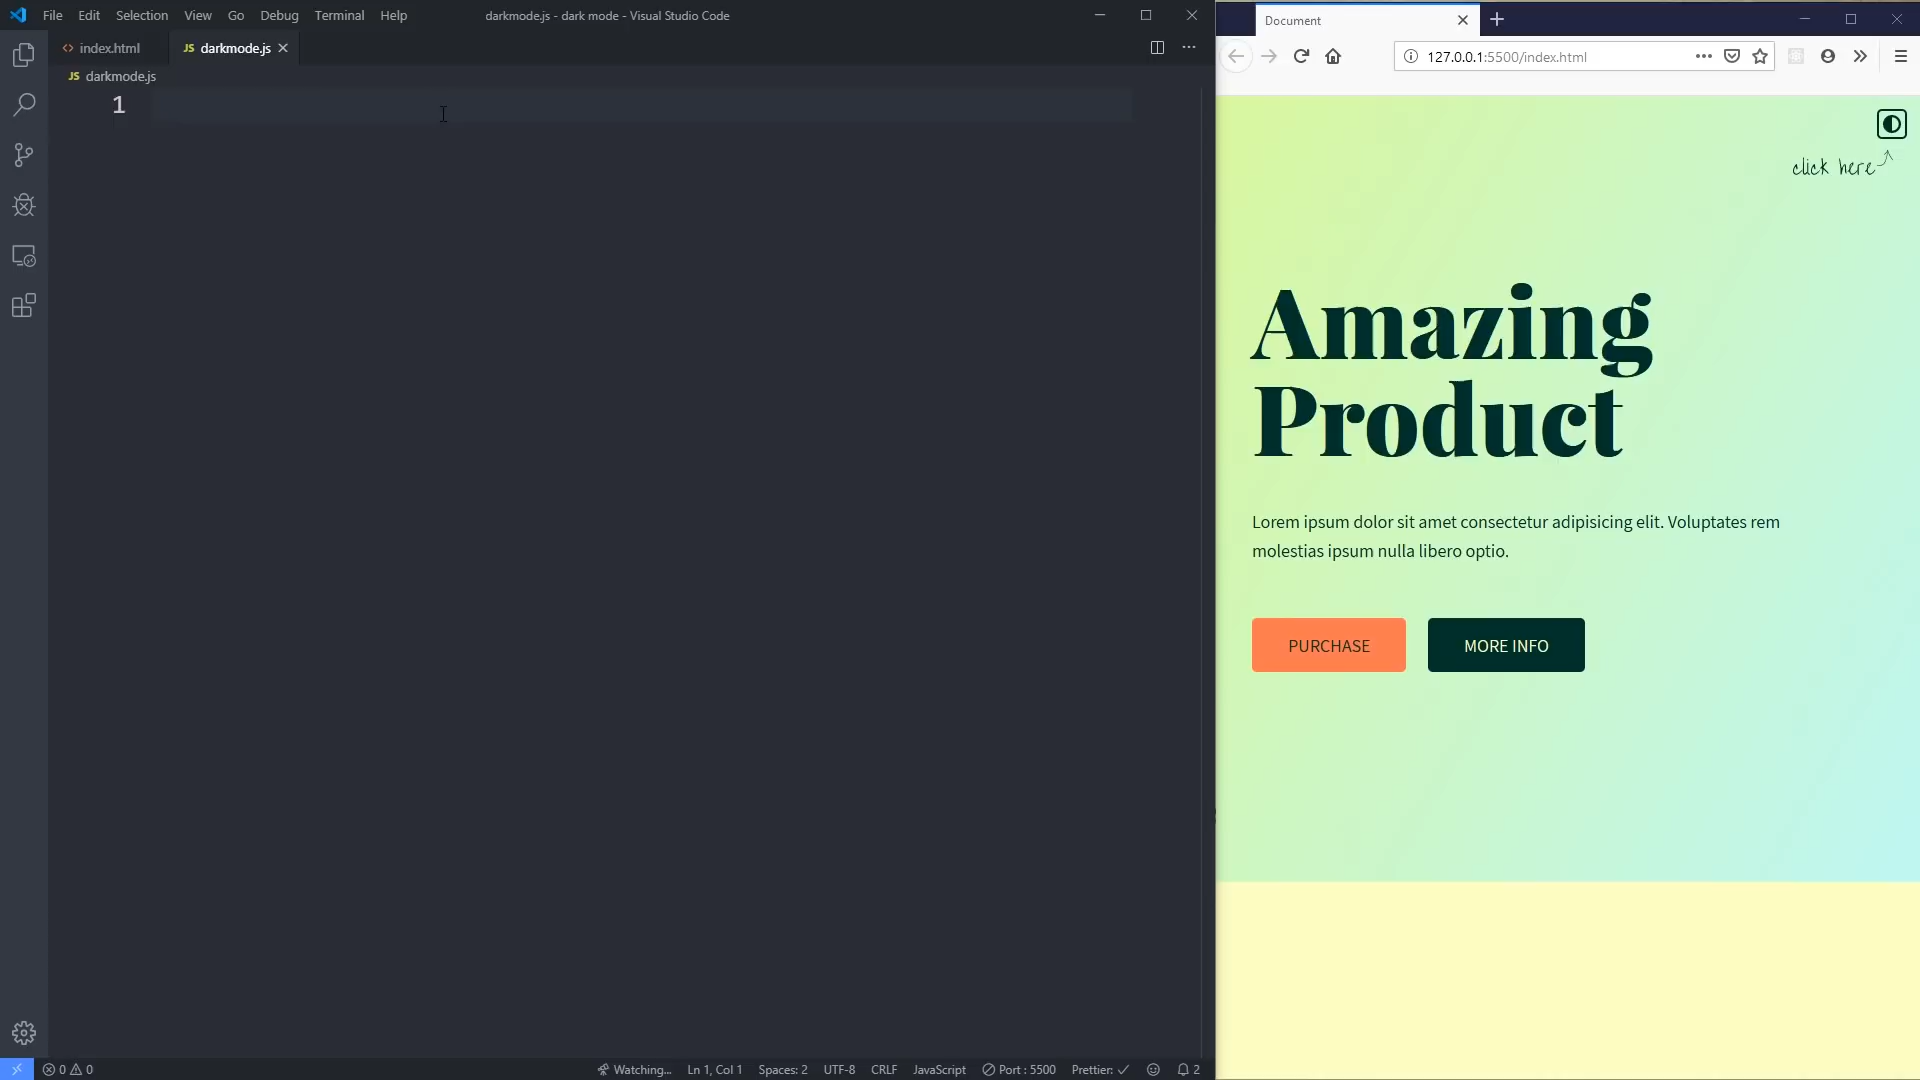 File Edit Selection View Go Debug Terminal Help
darkmode.js - dark mode - Visual Studio Code
index.html
JS darkmode.js
JS darkmode.js
1
0 0
Watching...
Ln 1, Col 1
Spaces: 2
UTF-8
CRLF
JavaScript
Port : 5500
Prettier: ✓
2
Document
127.0.0.1:5500/index.html
click here
Amazing
Product
Lorem ipsum dolor sit amet consectetur adipisicing elit. Voluptates rem
molestias ipsum nulla libero optio.
PURCHASE
MORE INFO